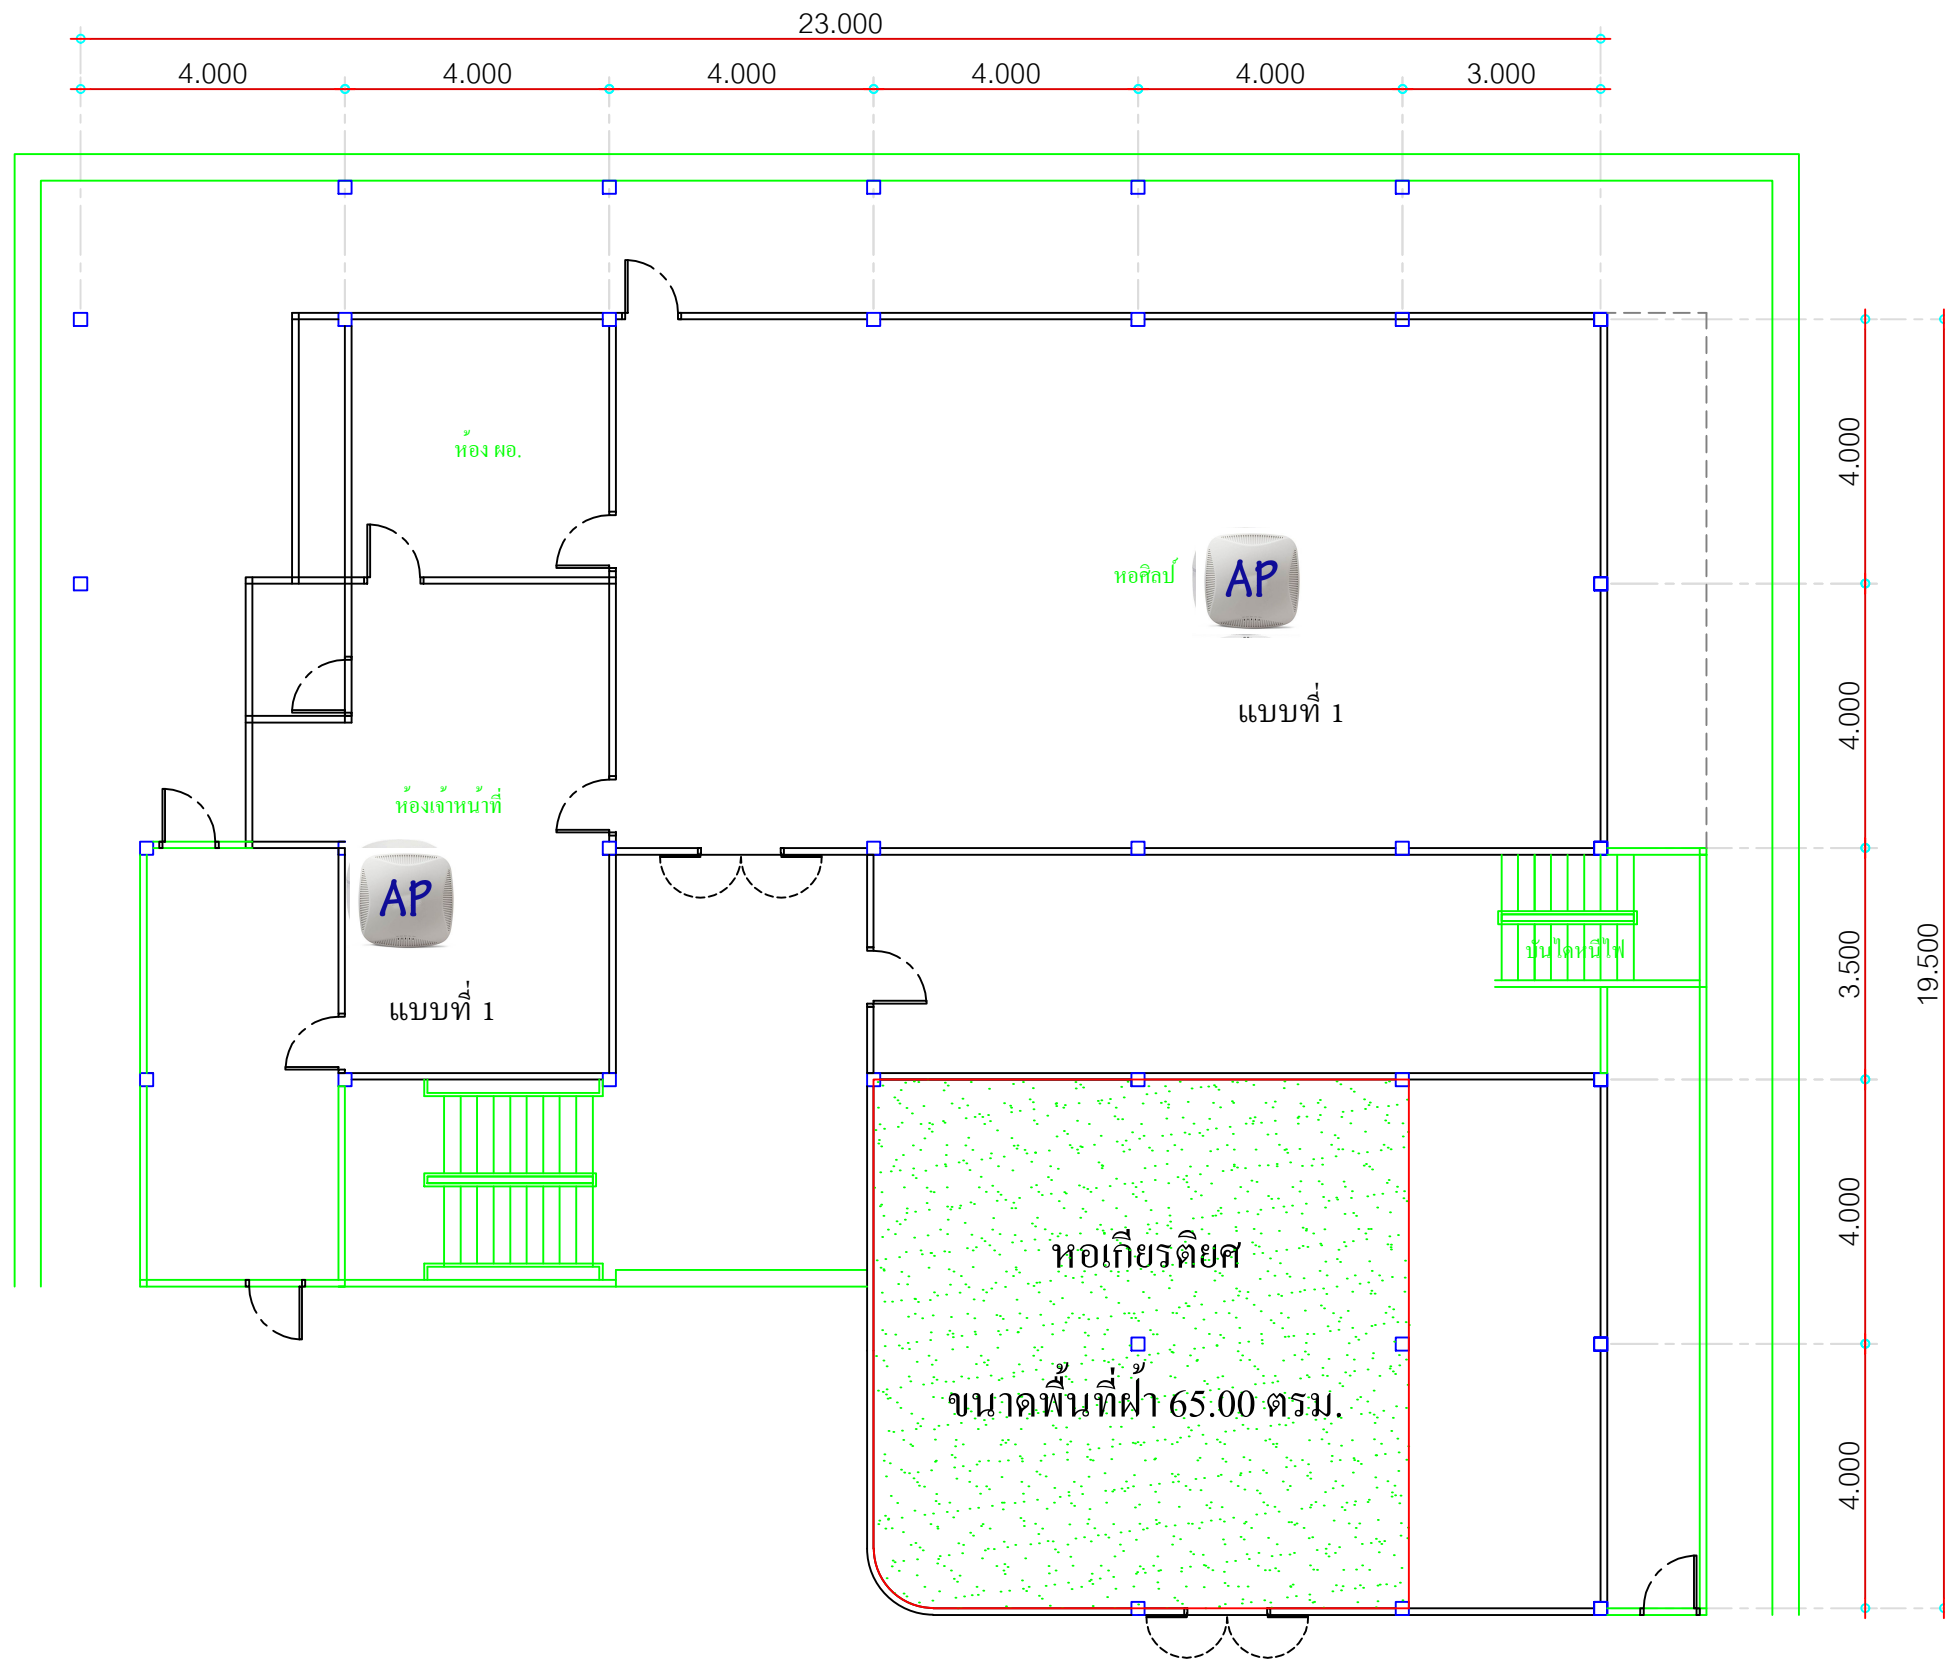 23.000
4.000 4.000 4.000 4.000 4.000 3.000
ห้อง ผอ.
4.000
หอศิลป์
AP
แบบที่ 1
4.000
ห้องเจ้าหน้าที่
AP
แบบที่ 1
บันไดหนีไฟ
3.500
19.500
4.000
หอเกียรติยศ
ขนาดพื้นที่ฝ้า 65.00 ตรม.
4.000